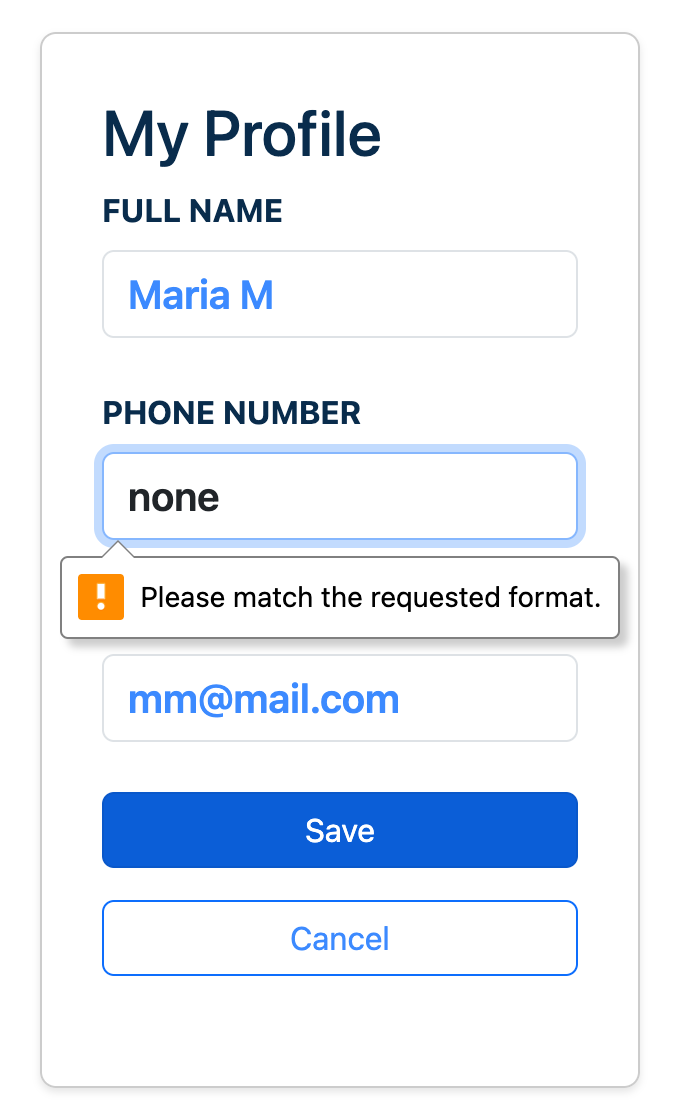 My Profile
FULL NAME
Maria M
PHONE NUMBER
none
Please match the requested format.
mm@mail.com
Save
Cancel